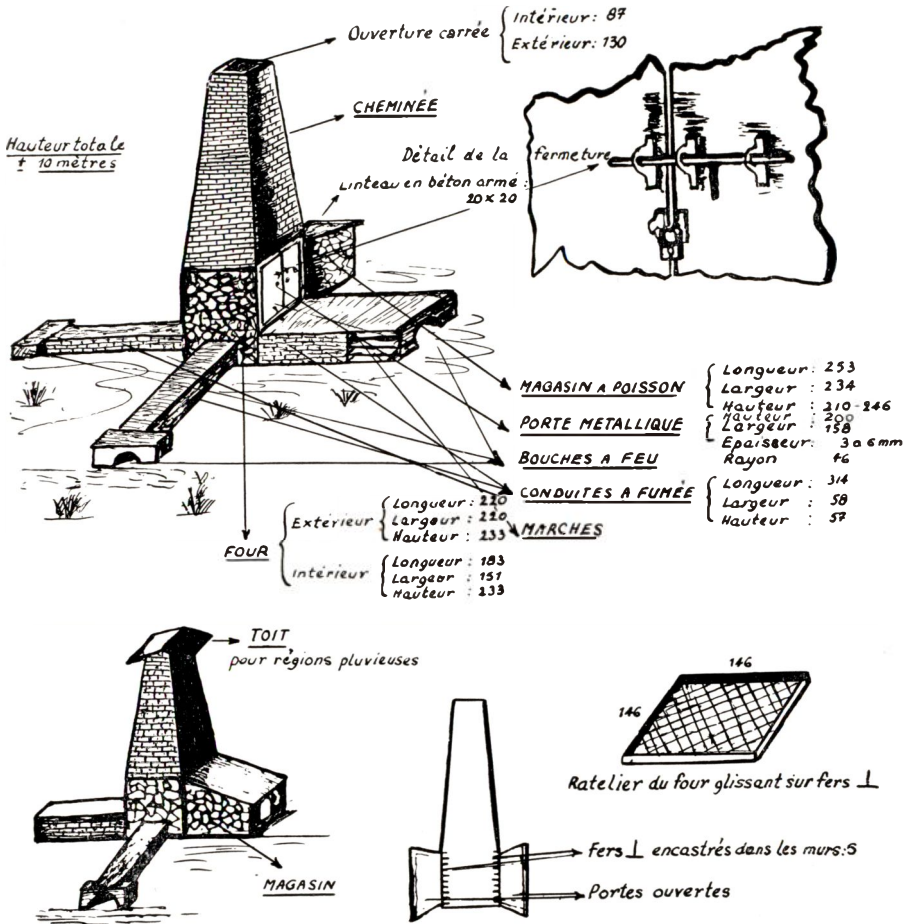 Ouverture carrée { Intérieur: 87
Extérieur: 130
CHEMINÉE
Hauteur totale
± 10 mètres
Détail de la fermeture
Linteau en béton armé:
20 x 20
MAGASIN A POISSON { Longueur : 253
Largeur : 234
Hauteur : 210-246
PORTE METALLIQUE { Hauteur : 200
Largeur : 158
Epaisseur: 3 a 6 mm
BOUCHES A FEU Rayon 46
CONDUITES A FUMÉE { Longueur : 314
Largeur : 58
Hauteur : 57
MARCHES
FOUR { Extérieur { Longueur : 220
Largeur : 220
Hauteur : 233
Intérieur { Longueur : 183
Largeur : 151
Hauteur : 233
TOIT
pour régions pluvieuses
MAGASIN
146
146
Ratelier du four glissant sur fers ⊥
Fers ⊥ encastrés dans les murs: 5
Portes ouvertes